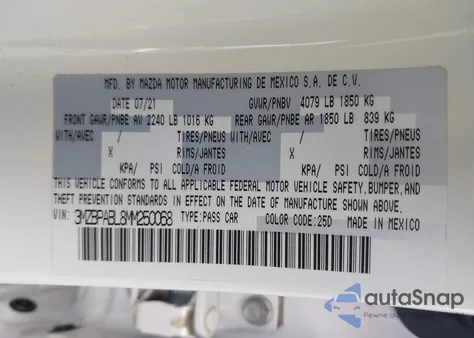 MFD. BY MAZDA MOTOR MANUFACTURING DE MEXICO S.A. DE C.V.
DATE 07/21 GVWR/PNBV 4079 LB 1850 KG
FRONT GAWR/PNBE AV 2240 LB 1016 KG REAR GAWR/PNBE AR 1850 LB 839 KG
WITH/AVEC / TIRES/PNEUS WITH/AVEC / TIRES/PNEUS
X RIMS/JANTES X RIMS/JANTES
KPA/ PSI COLD/A FROID KPA/ PSI COLD/A FROID
THIS VEHICLE CONFORMS TO ALL APPLICABLE FEDERAL MOTOR VEHICLE SAFETY, BUMPER, AND
THEFT PREVENTION STANDARDS IN EFFECT ON THE DATE OF MANUFACTURE SHOWN ABOVE.
VIN: 3MZBPABL8MM250068 TYPE:PASS CAR COLOR CODE:25D MADE IN MEXICO
autoSnap
Pewne auto